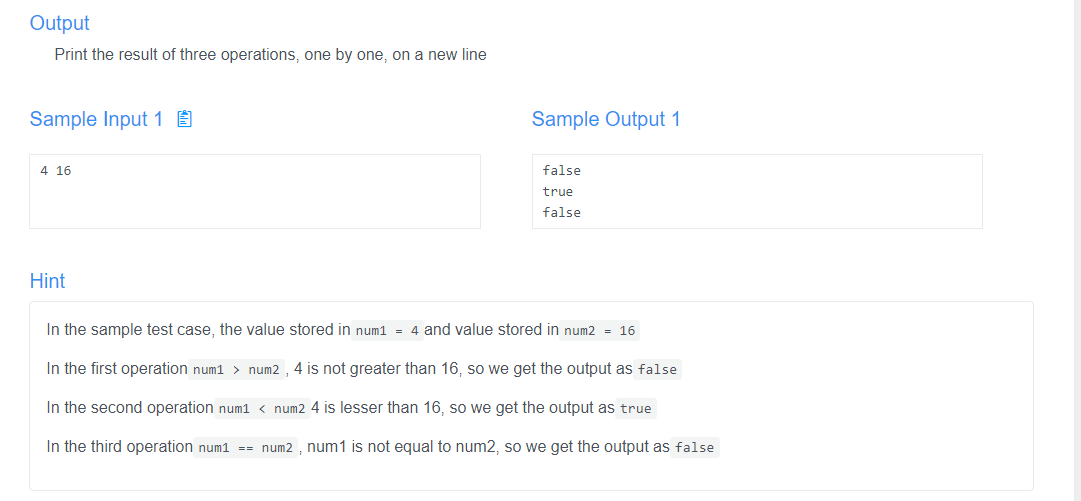 Output
Print the result of three operations, one by one, on a new line
Sample Input 1
4 16
Sample Output 1
false
true
false
Hint
In the sample test case, the value stored in num1 = 4 and value stored in num2 = 16
In the first operation num1 > num2 , 4 is not greater than 16, so we get the output as false
In the second operation num1 < num2 4 is lesser than 16, so we get the output as true
In the third operation num1 == num2 , num1 is not equal to num2, so we get the output as false